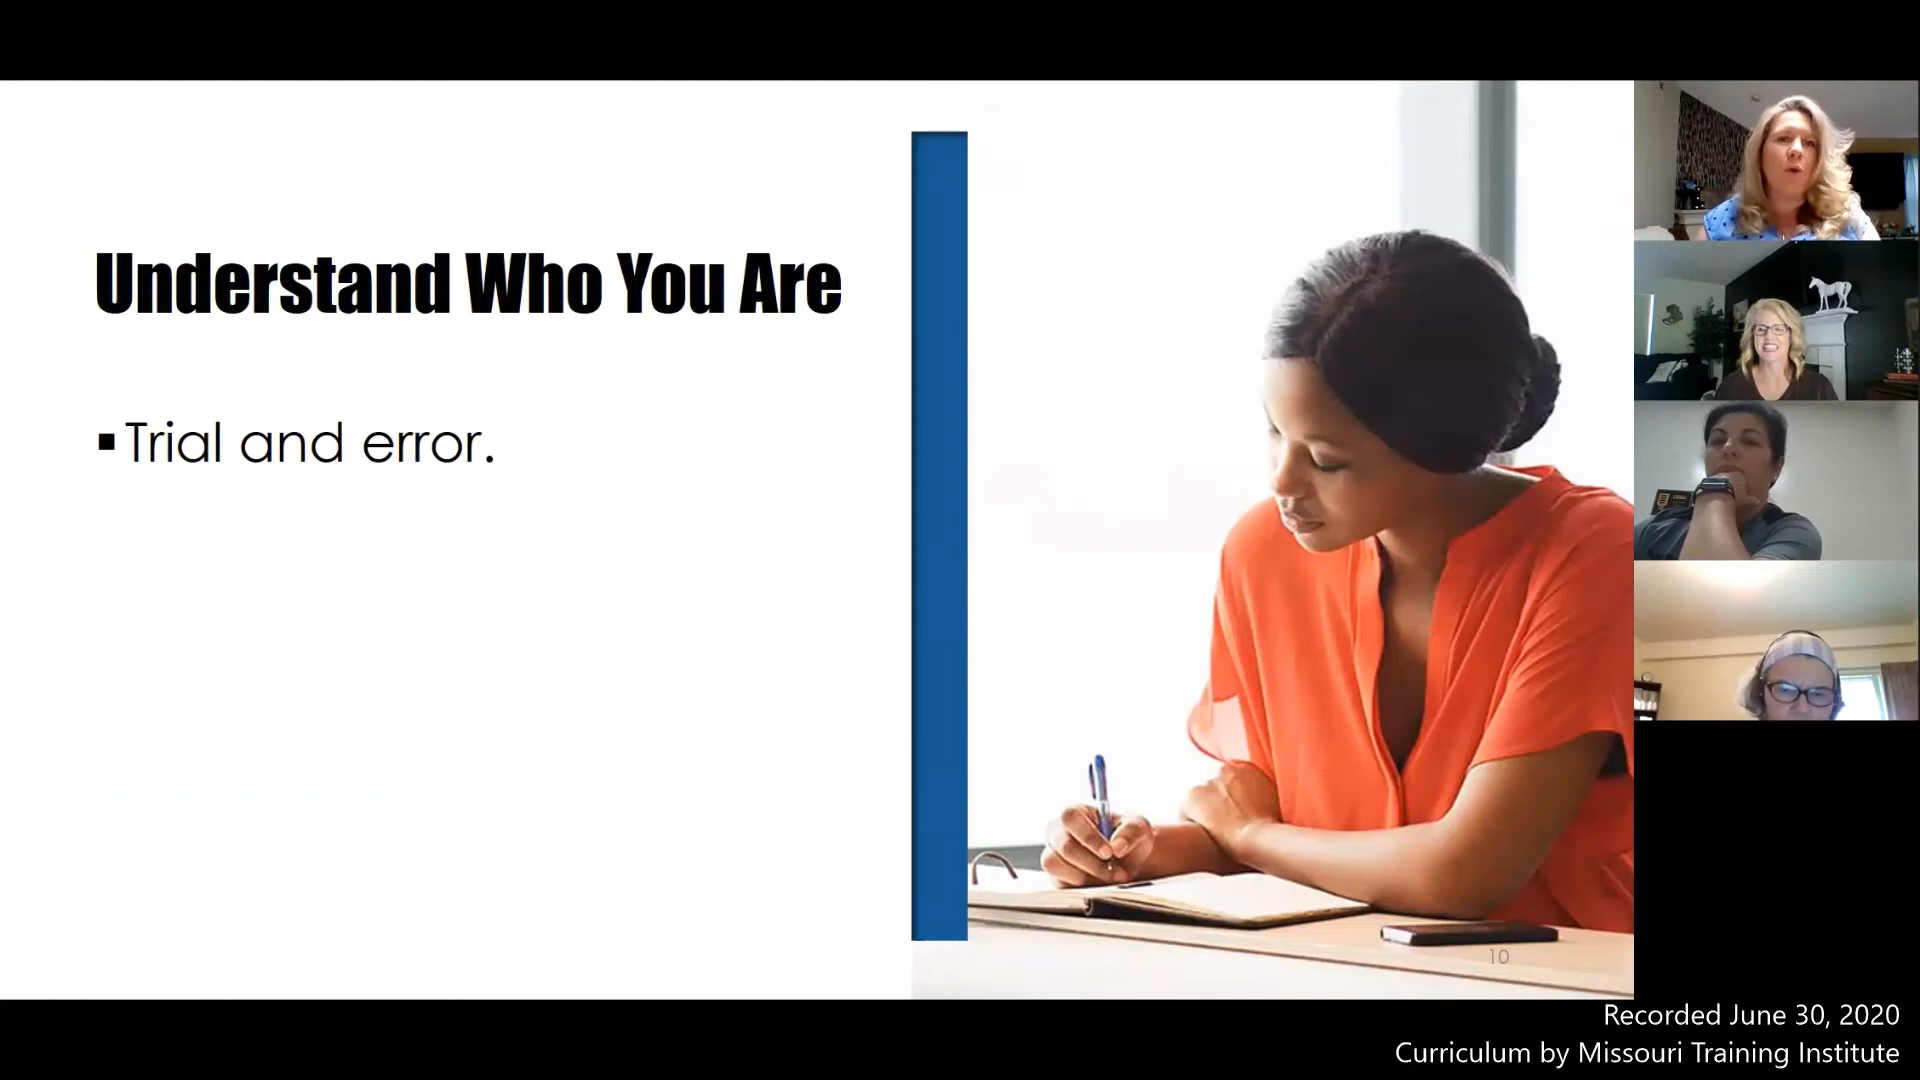 Understand Who You Are
▪Trial and error.
10
Recorded June 30, 2020
Curriculum by Missouri Training Institute